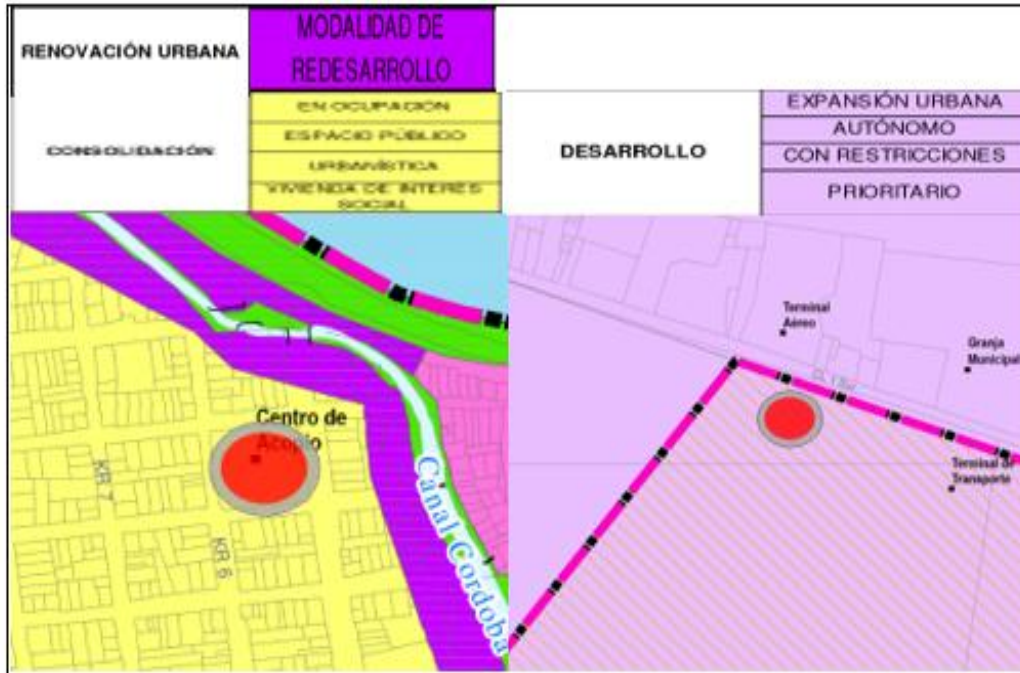 RENOVACIÓN URBANA
MODALIDAD DE
REDESARROLLO
CONSOLIDACIÓN
EN OCUPACIÓN
ESPACIO PÚBLICO
URBANÍSTICA
VIVIENDA DE INTERES
SOCIAL
DESARROLLO
EXPANSIÓN URBANA
AUTÓNOMO
CON RESTRICCIONES
PRIORITARIO
Centro de
Acopio
KR 7
KR 6
Canal Cordoba
Terminal
Aéreo
Granja
Municipal
Terminal de
Transporte